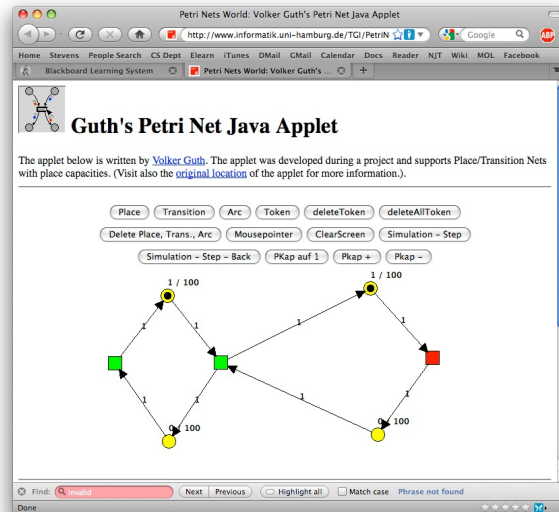 Petri Nets World: Volker Guth's Petri Net Java Applet
http://www.informatik.uni-hamburg.de/TGI/PetriN
Google
ABP
Home Stevens People Search CS Dept Elearn iTunes DMail GMail Calendar Docs Reader NJT Wiki MOL Facebook
Blackboard Learning System
Petri Nets World: Volker Guth's ...
Guth's Petri Net Java Applet
The applet below is written by Volker Guth. The applet was developed during a project and supports Place/Transition Nets
with place capacities. (Visit also the original location of the applet for more information.).
Place Transition Arc Token deleteToken deleteAllToken
Delete Place, Trans., Arc Mousepointer ClearScreen Simulation - Step
Simulation - Step - Back PKap auf 1 Pkap + Pkap -
1 / 100
1 / 100
1 1 1 1
1 1 1 1
0 100
0 100
Find: invalid Next Previous Highlight all Match case Phrase not found
Done